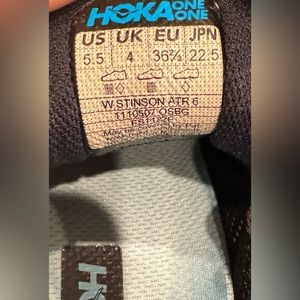 HOKA ONE ONE
US UK EU JPN
5.5 4 36⅔ 22.5
W STINSON ATR 6
1110507 OSBG
HO